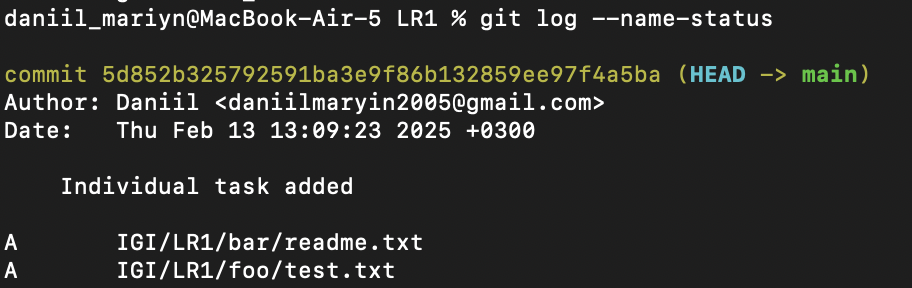 daniil_mariyn@MacBook-Air-5 LR1 % git log --name-status
commit 5d852b325792591ba3e9f86b132859ee97f4a5ba (HEAD -> main)
Author: Daniil <daniilmaryin2005@gmail.com>
Date:   Thu Feb 13 13:09:23 2025 +0300
    Individual task added
A       IGI/LR1/bar/readme.txt
A       IGI/LR1/foo/test.txt